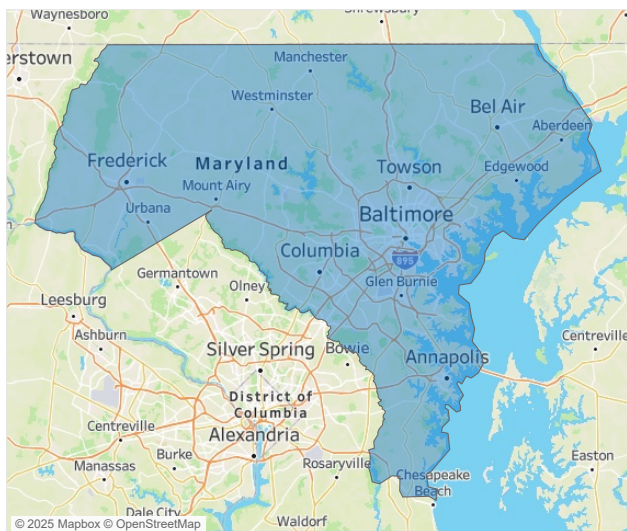 Waynesboro
Shrewsbury
erstown
Manchester
Westminster
Bel Air
Aberdeen
Frederick
Maryland
Towson
Edgewood
Mount Airy
Urbana
Baltimore
Columbia
895
Germantown
Glen Burnie
Olney
Leesburg
Ashburn
Silver Spring
Bowie
Centreville
Annapolis
District of
Columbia
Centreville
Alexandria
Burke
Easton
Rosaryville
Manassas
Chesapeake
Beach
Dale City
Waldorf
© 2025 Mapbox © OpenStreetMap